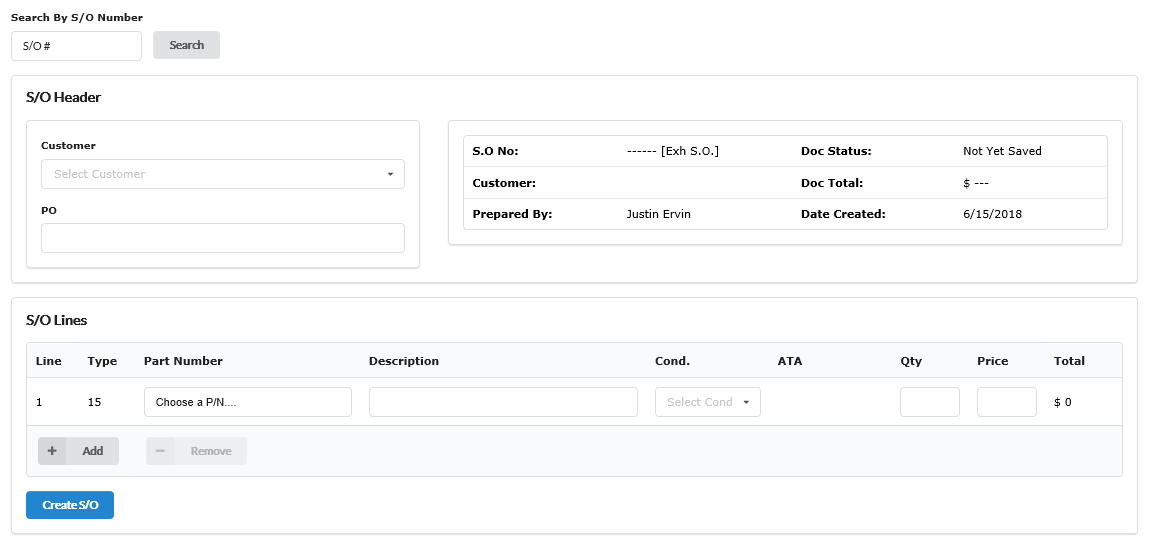 Search By S/O Number
S/O # Search
S/O Header
Customer
Select Customer
PO
S.O No: ------ [Exh S.O.] Doc Status: Not Yet Saved
Customer: Doc Total: $ ---
Prepared By: Justin Ervin Date Created: 6/15/2018
S/O Lines
Line Type Part Number Description Cond. ATA Qty Price Total
1 15 Choose a P/N.... Select Cond $ 0
+ Add − Remove
Create S/O